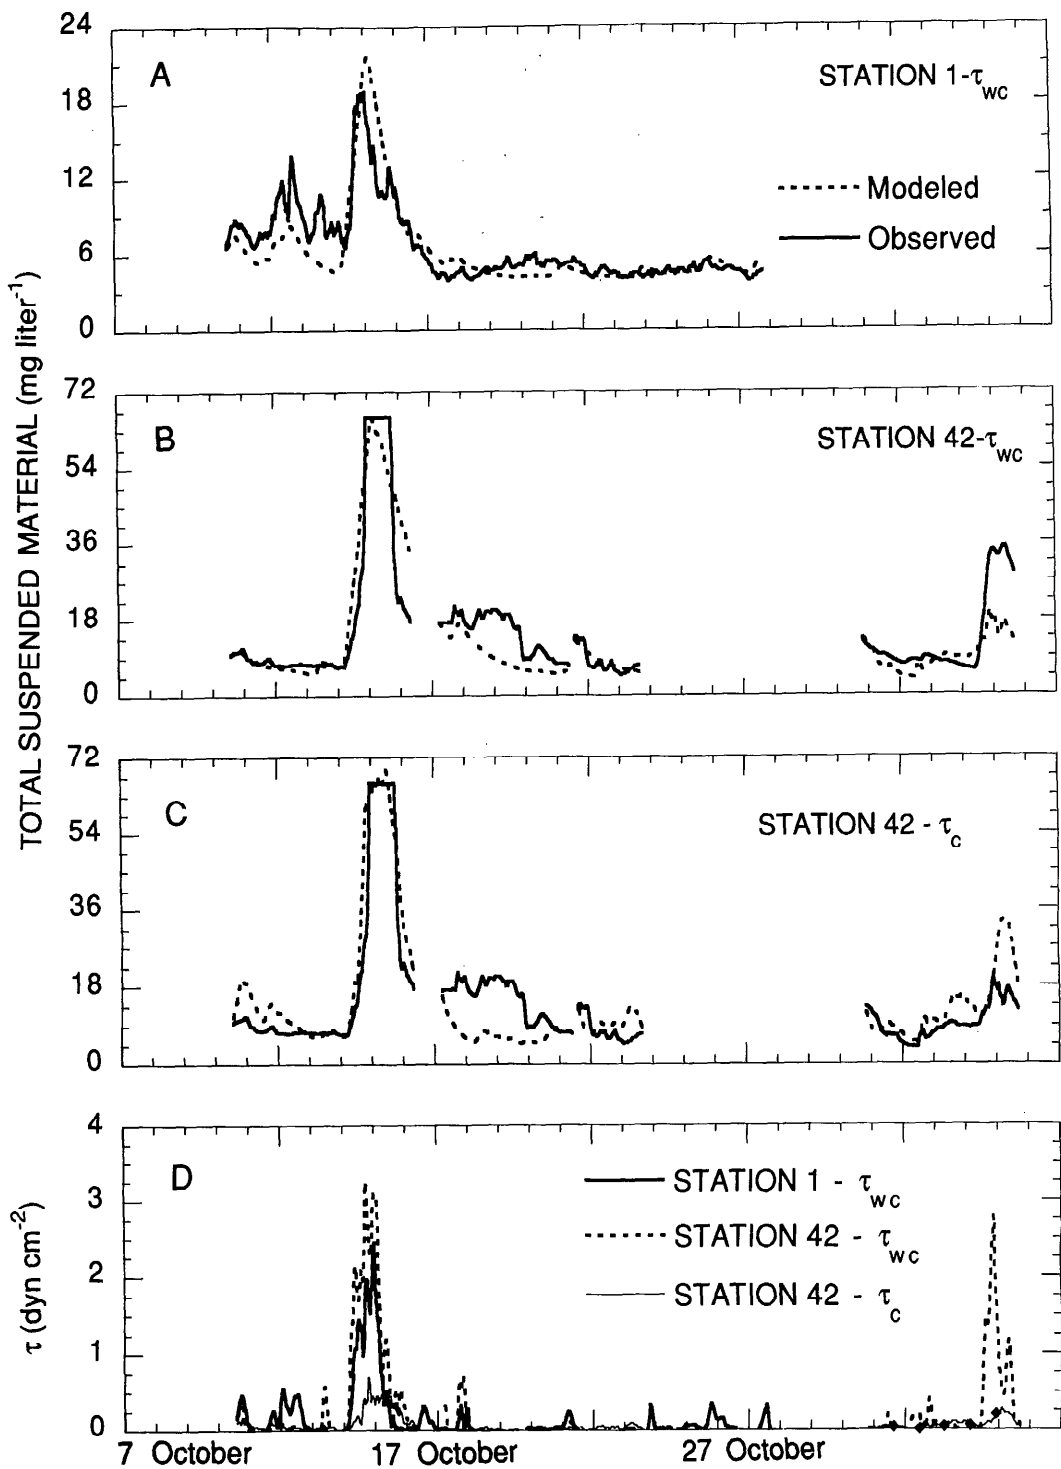 TOTAL SUSPENDED MATERIAL (mg liter⁻¹)
24
18
12
6
0
A
STATION 1-τwc
Modeled
Observed
72
54
36
18
0
B
STATION 42-τwc
72
54
36
18
0
C
STATION 42 - τc
τ (dyn cm⁻²)
4
3
2
1
0
D
STATION 1 - τwc
STATION 42 - τwc
STATION 42 - τc
7 October
17 October
27 October